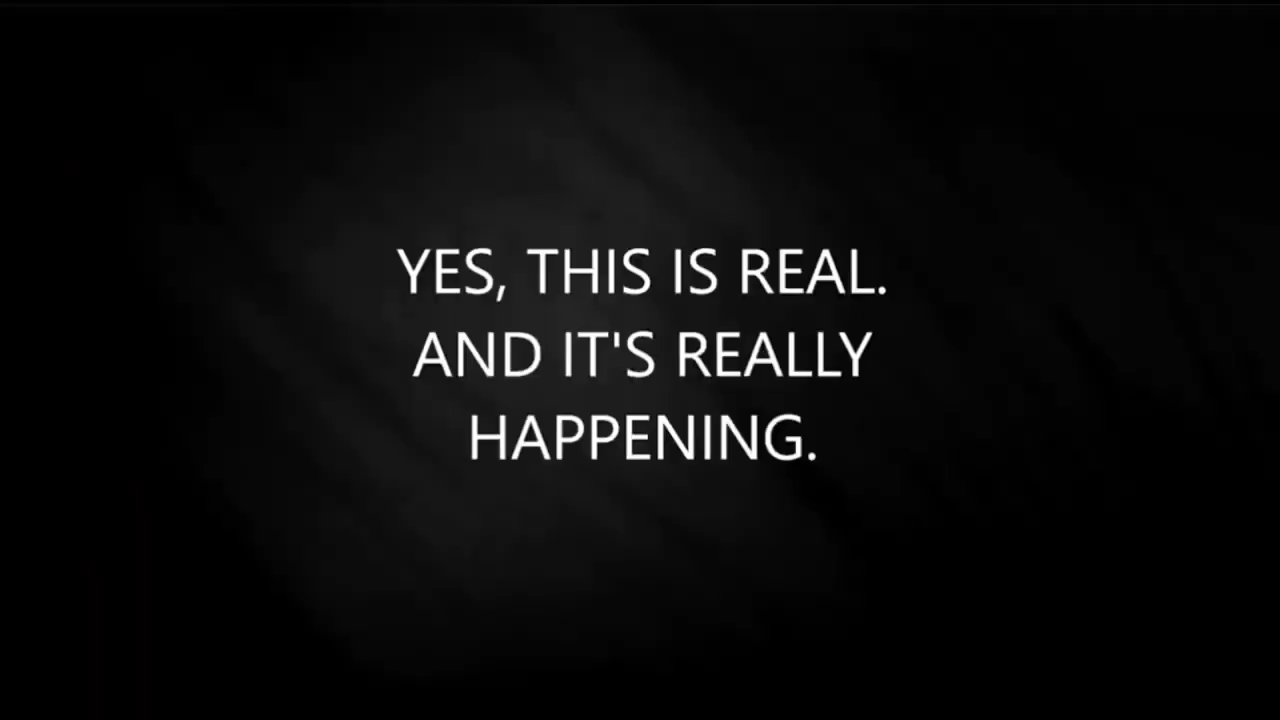 YES, THIS IS REAL.
AND IT'S REALLY
HAPPENING.